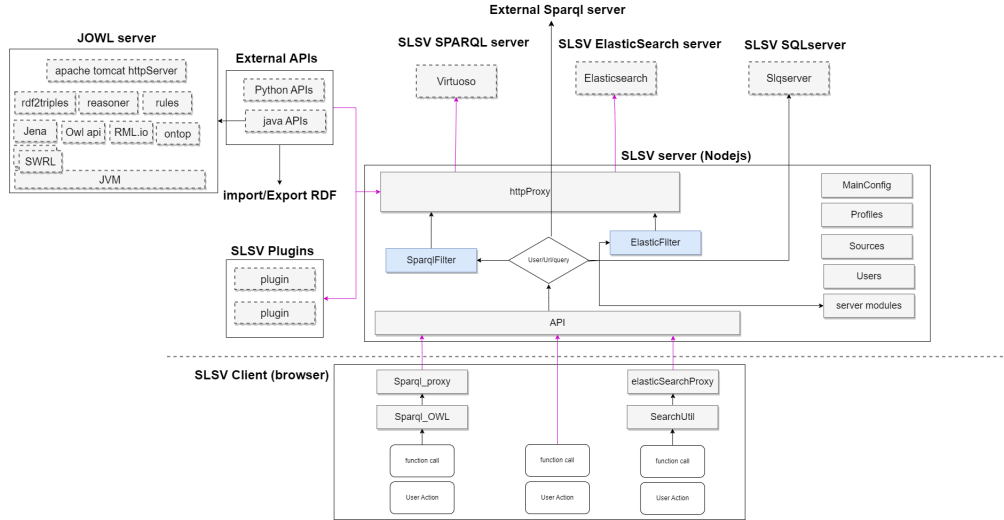 External Sparql server
JOWL server
SLSV SPARQL server
SLSV ElasticSearch server
SLSV SQLserver
External APIs
apache tomcat httpServer
Virtuoso
Elasticsearch
Slqserver
Python APIs
rdf2triples
reasoner
rules
java APIs
Jena
Owl api
RML.io
ontop
SWRL
JVM
SLSV server (Nodejs)
import/Export RDF
httpProxy
MainConfig
Profiles
SLSV Plugins
SparqlFilter
User/Url/query
ElasticFilter
Sources
plugin
Users
plugin
server modules
API
SLSV Client (browser)
Sparql_proxy
elasticSearchProxy
Sparql_OWL
SearchUtil
function call
function call
function call
User Action
User Action
User Action